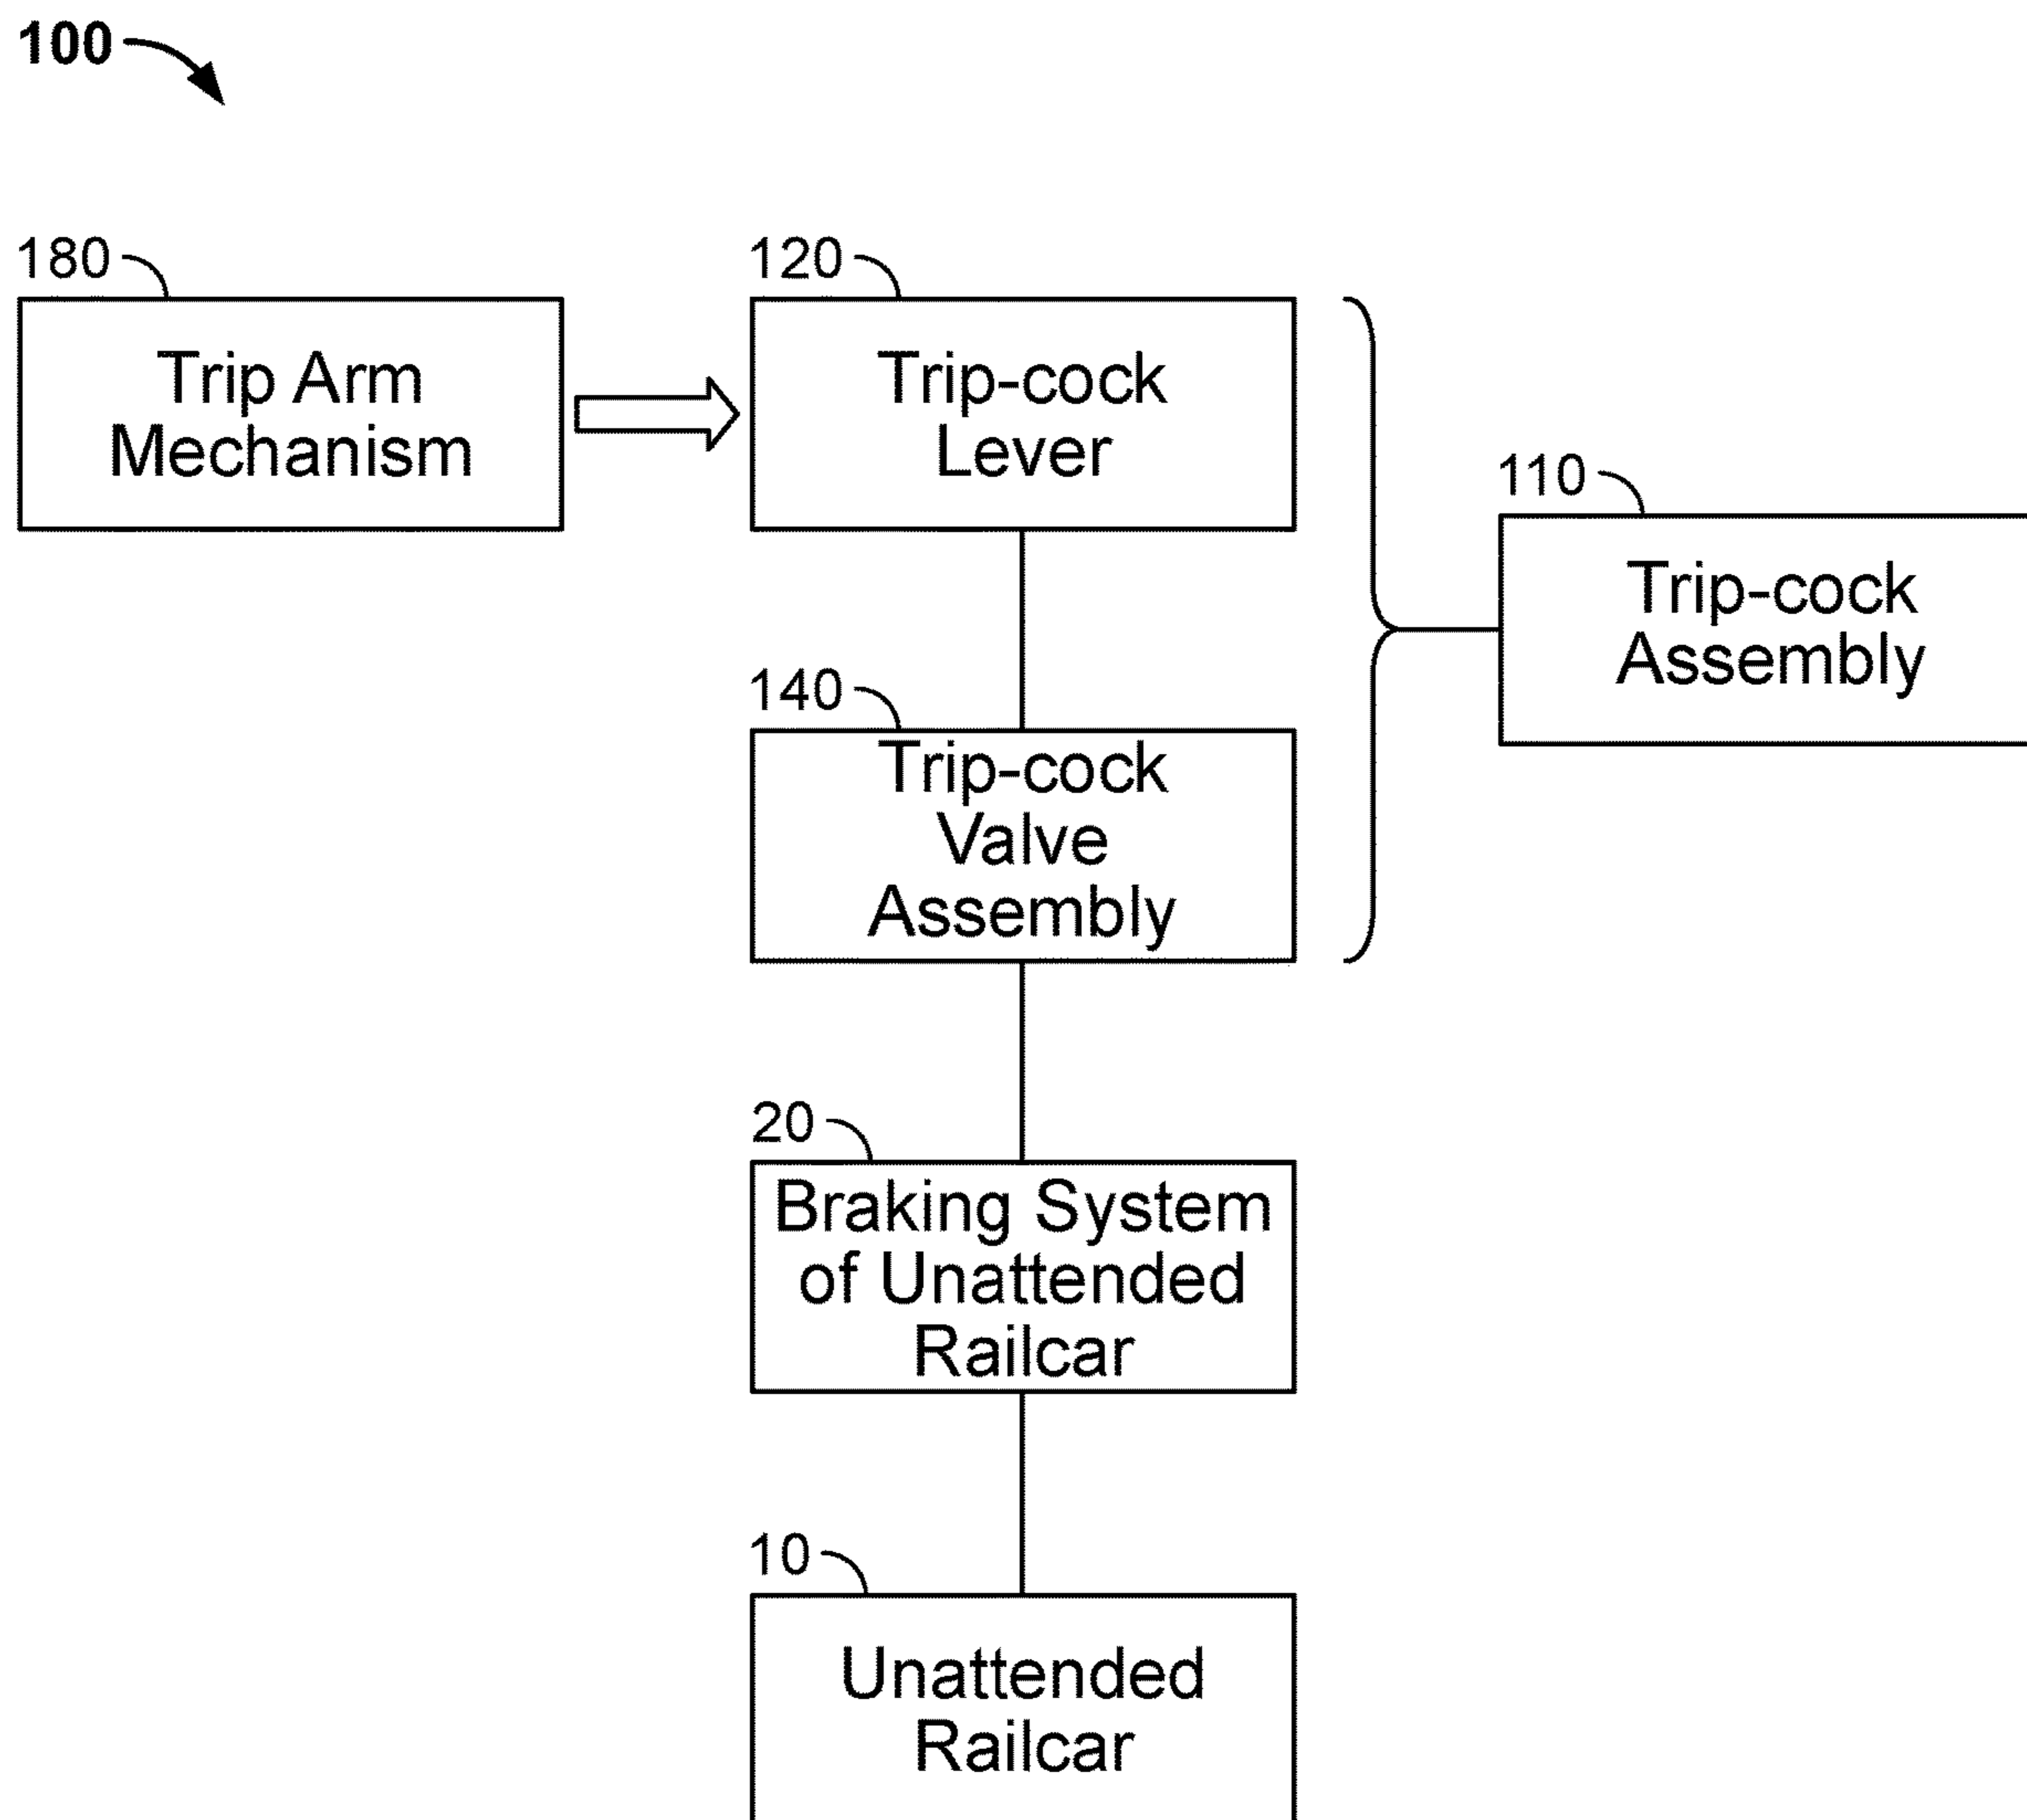 100
180
Trip Arm
Mechanism
120
Trip-cock
Lever
110
Trip-cock
Assembly
140
Trip-cock
Valve
Assembly
20
Braking System
of Unattended
Railcar
10
Unattended
Railcar